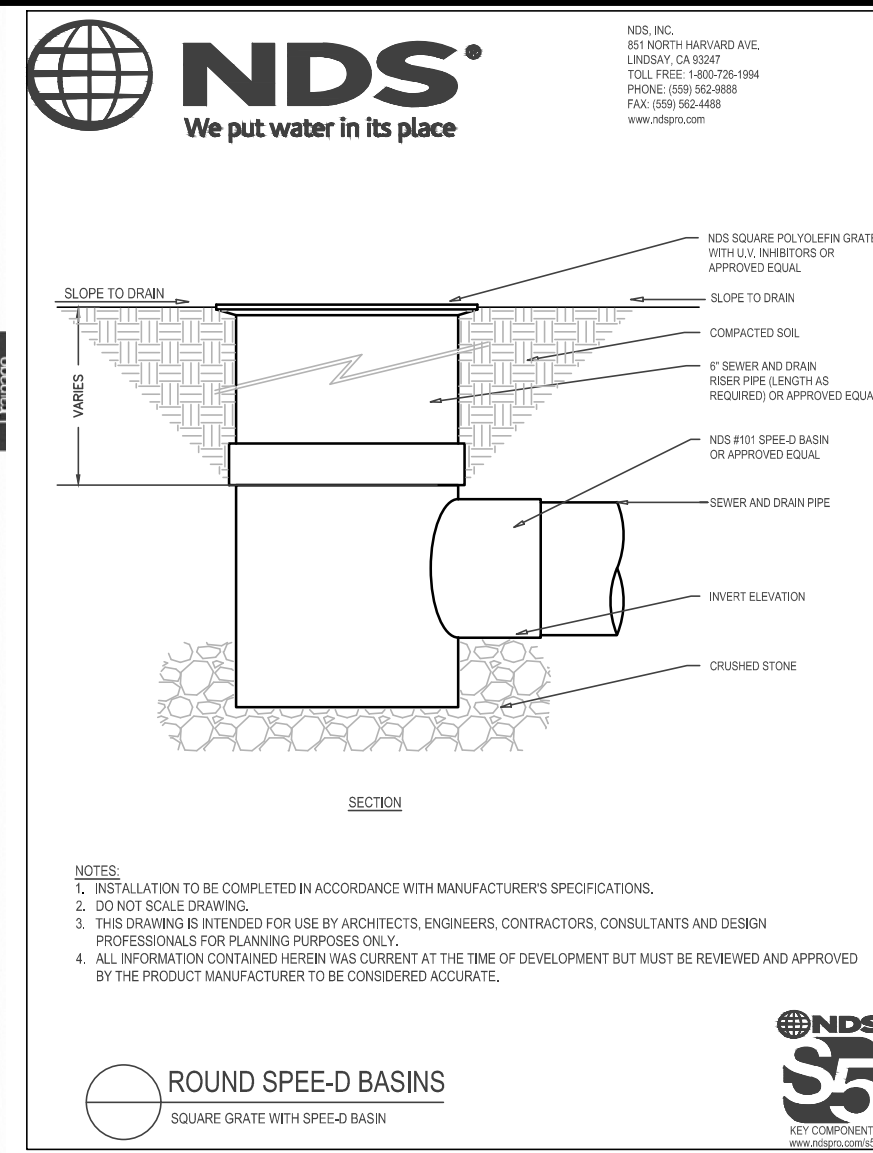 NDS®
We put water in its place
NDS, INC.
851 NORTH HARVARD AVE.
LINDSAY, CA 93247
TOLL FREE: 1-800-726-1994
PHONE: (559) 562-9888
FAX: (559) 562-4488
www.ndspro.com
Drainage
NDS SQUARE POLYOLEFIN GRATE
WITH U.V. INHIBITORS OR
APPROVED EQUAL
SLOPE TO DRAIN
SLOPE TO DRAIN
COMPACTED SOIL
VARIES
6" SEWER AND DRAIN
RISER PIPE (LENGTH AS
REQUIRED) OR APPROVED EQUA
NDS #101 SPEE-D BASIN
OR APPROVED EQUAL
SEWER AND DRAIN PIPE
INVERT ELEVATION
CRUSHED STONE
SECTION
NOTES:
1. INSTALLATION TO BE COMPLETED IN ACCORDANCE WITH MANUFACTURER'S SPECIFICATIONS.
2. DO NOT SCALE DRAWING.
3. THIS DRAWING IS INTENDED FOR USE BY ARCHITECTS, ENGINEERS, CONTRACTORS, CONSULTANTS AND DESIGN
PROFESSIONALS FOR PLANNING PURPOSES ONLY.
4. ALL INFORMATION CONTAINED HEREIN WAS CURRENT AT THE TIME OF DEVELOPMENT BUT MUST BE REVIEWED AND APPROVED
BY THE PRODUCT MANUFACTURER TO BE CONSIDERED ACCURATE.
ROUND SPEE-D BASINS
SQUARE GRATE WITH SPEE-D BASIN
NDS
S5
KEY COMPONENT
www.ndspro.com/s5